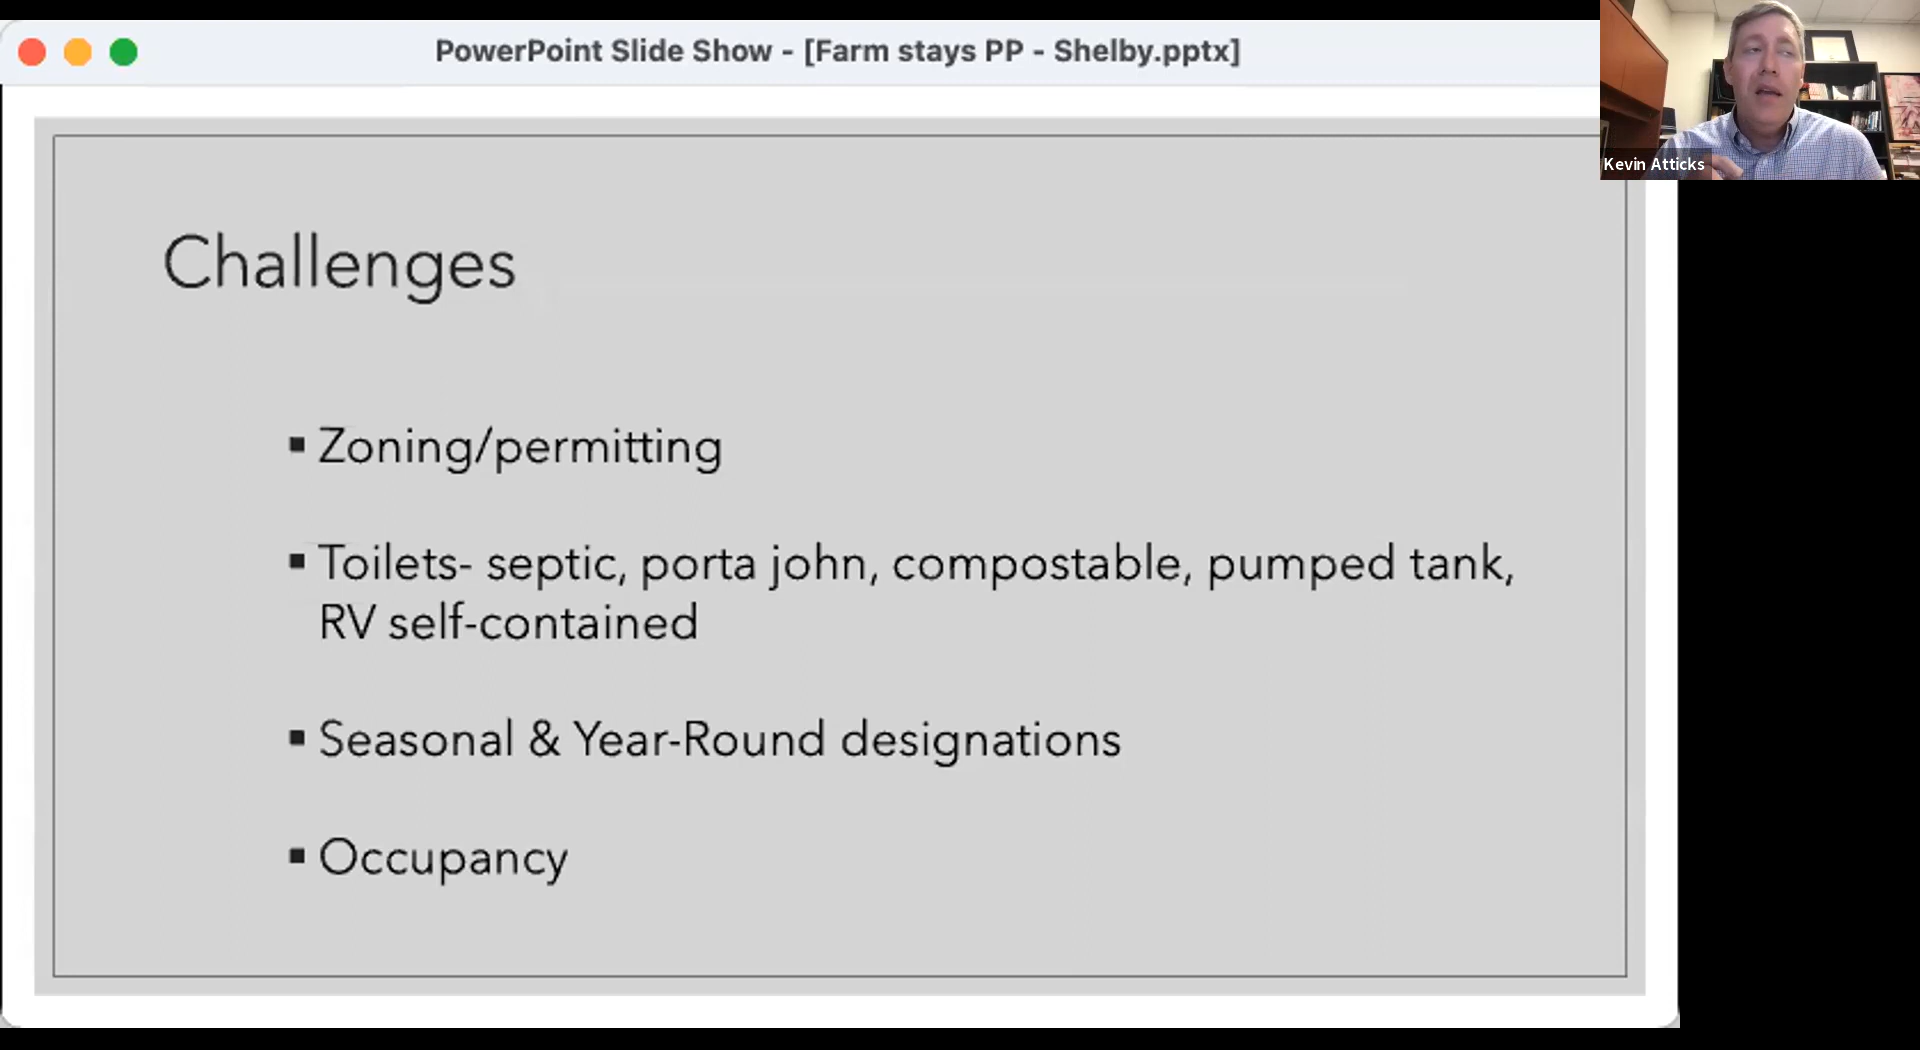 PowerPoint Slide Show - [Farm stays PP - Shelby.pptx]
Kevin Atticks
Challenges
▪ Zoning/permitting
▪ Toilets- septic, porta john, compostable, pumped tank,
RV self-contained
▪ Seasonal & Year-Round designations
▪ Occupancy